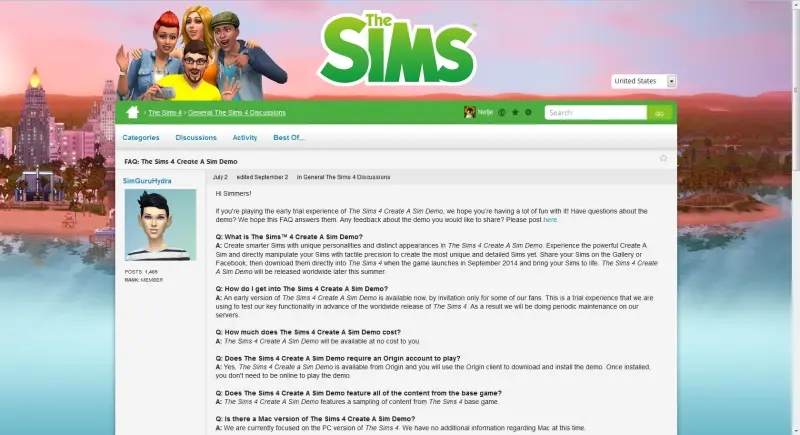 The
SiMS
United States
› The Sims 4 › General The Sims 4 Discussions
Nefje
Search
GO
Categories Discussions Activity Best Of...
FAQ: The Sims 4 Create A Sim Demo
SimGuruHydra
July 2 edited September 2 in General The Sims 4 Discussions
POSTS: 1,465
RANK: MEMBER
Hi Simmers!
If you're playing the early trial experience of The Sims 4 Create A Sim Demo, we hope you're having a lot of fun with it! Have questions about the
demo? We hope this FAQ answers them. Any feedback about the demo you would like to share? Please post here.
Q: What is The Sims™ 4 Create A Sim Demo?
A: Create smarter Sims with unique personalities and distinct appearances in The Sims 4 Create A Sim Demo. Experience the powerful Create A
Sim and directly manipulate your Sims with tactile precision to create the most unique and detailed Sims yet. Share your Sims on the Gallery or
Facebook, then download them directly into The Sims 4 when the game launches in September 2014 and bring your Sims to life. The Sims 4 Create
A Sim Demo will be released worldwide later this summer.
Q: How do I get into The Sims 4 Create A Sim Demo?
A: An early version of The Sims 4 Create A Sim Demo is available now, by invitation only for some of our fans. This is a trial experience that we are
using to test our key functionality in advance of the worldwide release of The Sims 4. As a result we will be doing periodic maintenance on our
servers.
Q: How much does The Sims 4 Create A Sim Demo cost?
A: The Sims 4 Create A Sim Demo will be available at no cost to you.
Q: Does The Sims 4 Create A Sim Demo require an Origin account to play?
A: Yes, The Sims 4 Create a Sim Demo is available from Origin and you will use the Origin client to download and install the demo. Once installed,
you don't need to be online to play the demo.
Q: Does The Sims 4 Create A Sim Demo feature all of the content from the base game?
A: The Sims 4 Create A Sim Demo features a sampling of content from The Sims 4 base game.
Q: Is there a Mac version of The Sims 4 Create A Sim Demo?
A: We are currently focused on the PC version of The Sims 4. We have no additional information regarding Mac at this time.